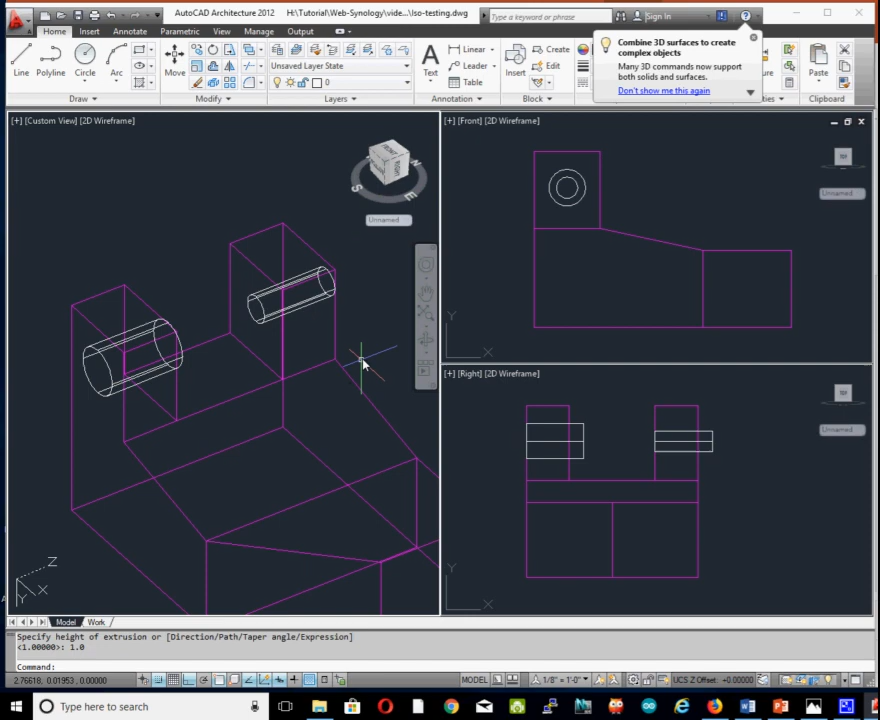 AutoCAD Architecture 2012 H:\Tutorial\Web-Synology\vide...\Iso-testing.dwg
Type a keyword or phrase
Sign In
Home Insert Annotate Parametric View Manage Output
Line Polyline Circle Arc
Move
Unsaved Layer State
0
Text
Linear
Leader
Table
Insert
Create
Edit
Paste
Draw Modify Layers Annotation Block Clipboard
Combine 3D surfaces to create
complex objects
Many 3D commands now support
both solids and surfaces.
Don't show me this again
[+] [Custom View] [2D Wireframe]
FRONT
RIGHT
W
S
E
Unnamed
Z
X
Y
[+] [Front] [2D Wireframe]
Unnamed
Y
X
[+] [Right] [2D Wireframe]
Unnamed
Y
X
Model Work
Specify height of extrusion or [Direction/Path/Taper angle/Expression]
<1.00000>: 1.0
Command:
2.76618, 0.01953, 0.00000
MODEL
1/8" = 1'-0"
UCS Z Offset: +0.00000
Type here to search